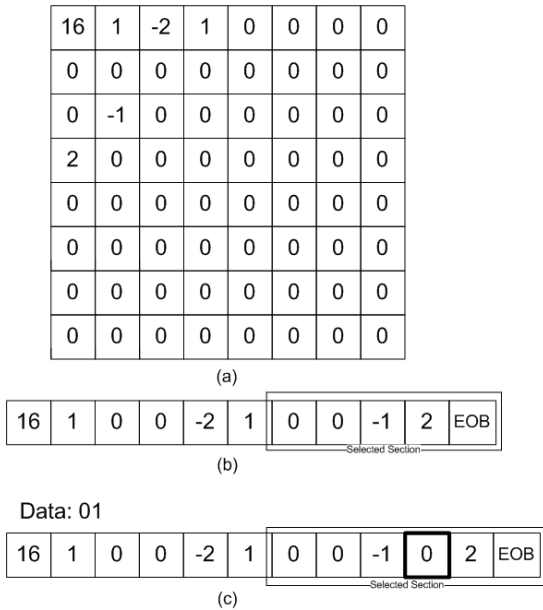 16 1 -2 1 0 0 0 0
0 0 0 0 0 0 0 0
0 -1 0 0 0 0 0 0
2 0 0 0 0 0 0 0
0 0 0 0 0 0 0 0
0 0 0 0 0 0 0 0
0 0 0 0 0 0 0 0
0 0 0 0 0 0 0 0
(a)
16 1 0 0 -2 1 0 0 -1 2 EOB
Selected Section
(b)
Data: 01
16 1 0 0 -2 1 0 0 -1 0 2 EOB
Selected Section
(c)